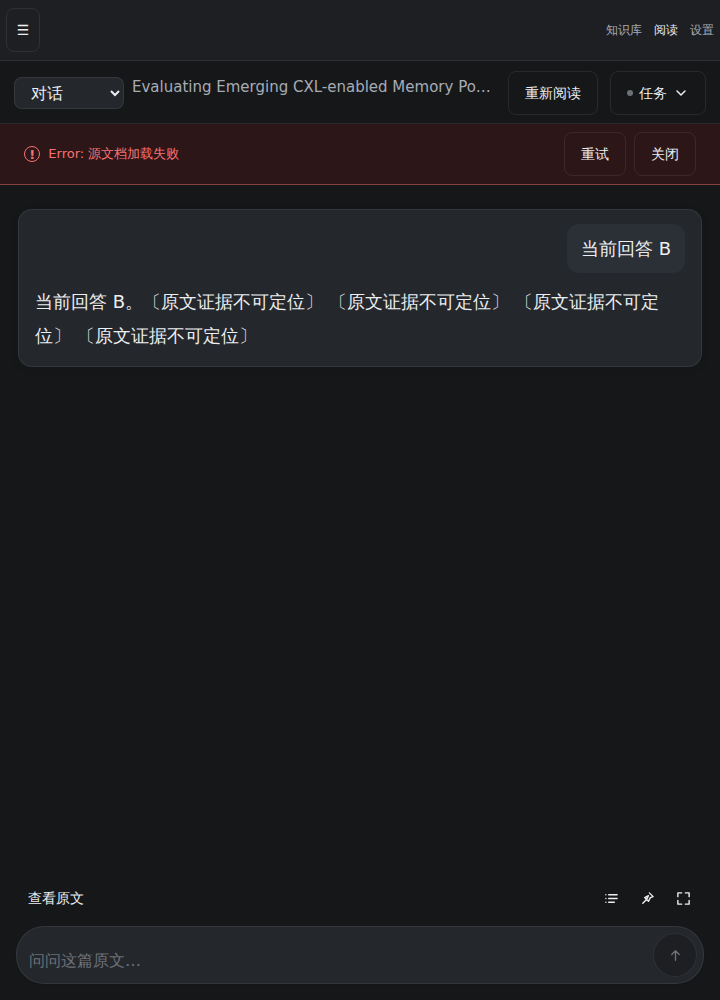 ☰
知识库 阅读 设置
对话 Evaluating Emerging CXL-enabled Memory Po... 重新阅读 任务
Error: 源文档加载失败 重试 关闭
当前回答 B
当前回答 B。〔原文证据不可定位〕 〔原文证据不可定位〕 〔原文证据不可定
位〕 〔原文证据不可定位〕
查看原文
问问这篇原文…